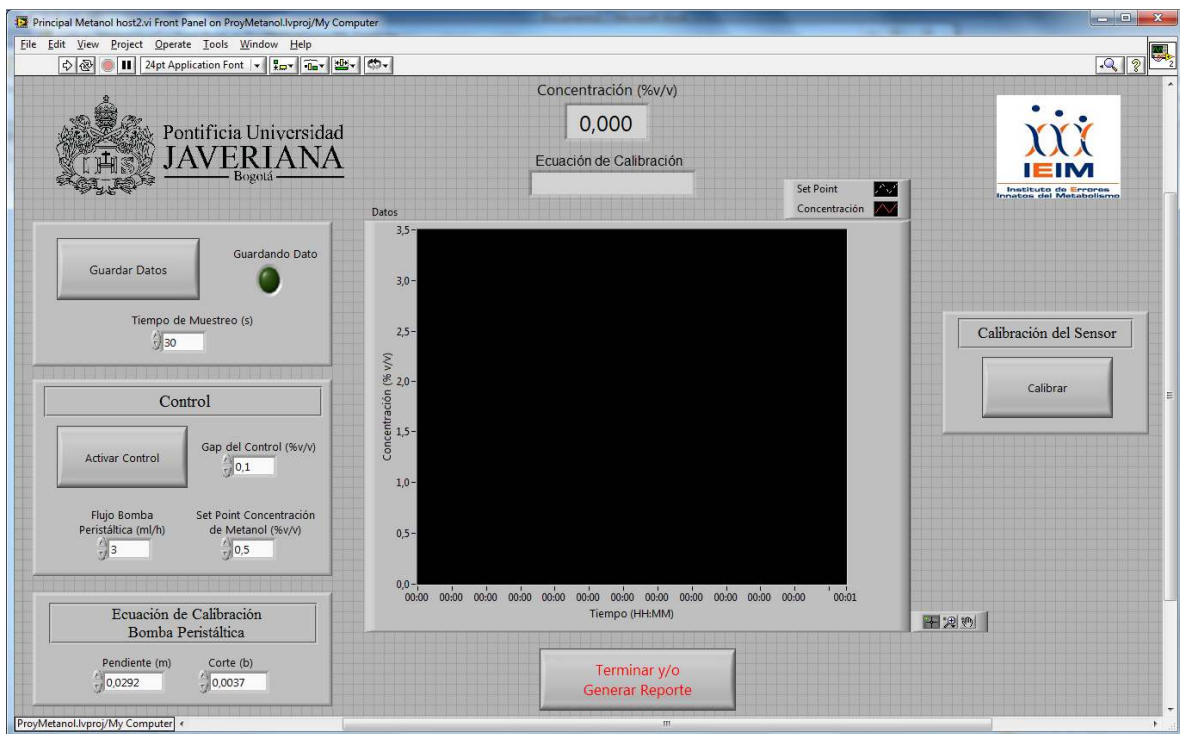 Principal Metanol host2.vi Front Panel on ProyMetanol.lvproj/My Computer
File Edit View Project Operate Tools Window Help
24pt Application Font
2
Pontificia Universidad
JAVERIANA
Bogotá
Concentración (%v/v)
0,000
Ecuación de Calibración
IEIM
Instituto de Errores
Innatos del Metabolismo
Set Point
Concentración
Datos
Guardar Datos
Guardando Dato
Tiempo de Muestreo (s)
30
Control
Activar Control
Gap del Control (%v/v)
0,1
Flujo Bomba
Peristáltica (ml/h)
3
Set Point Concentración
de Metanol (%v/v)
0,5
Ecuación de Calibración
Bomba Peristáltica
Pendiente (m)
0,0292
Corte (b)
0,0037
Concentración (% v/v)
3,5
3,0
2,5
2,0
1,5
1,0
0,5
0,0
00:00 00:00 00:00 00:00 00:00 00:00 00:00 00:00 00:00 00:00 00:00 00:00 00:01
Tiempo (HH:MM)
Calibración del Sensor
Calibrar
Terminar y/o
Generar Reporte
ProyMetanol.lvproj/My Computer